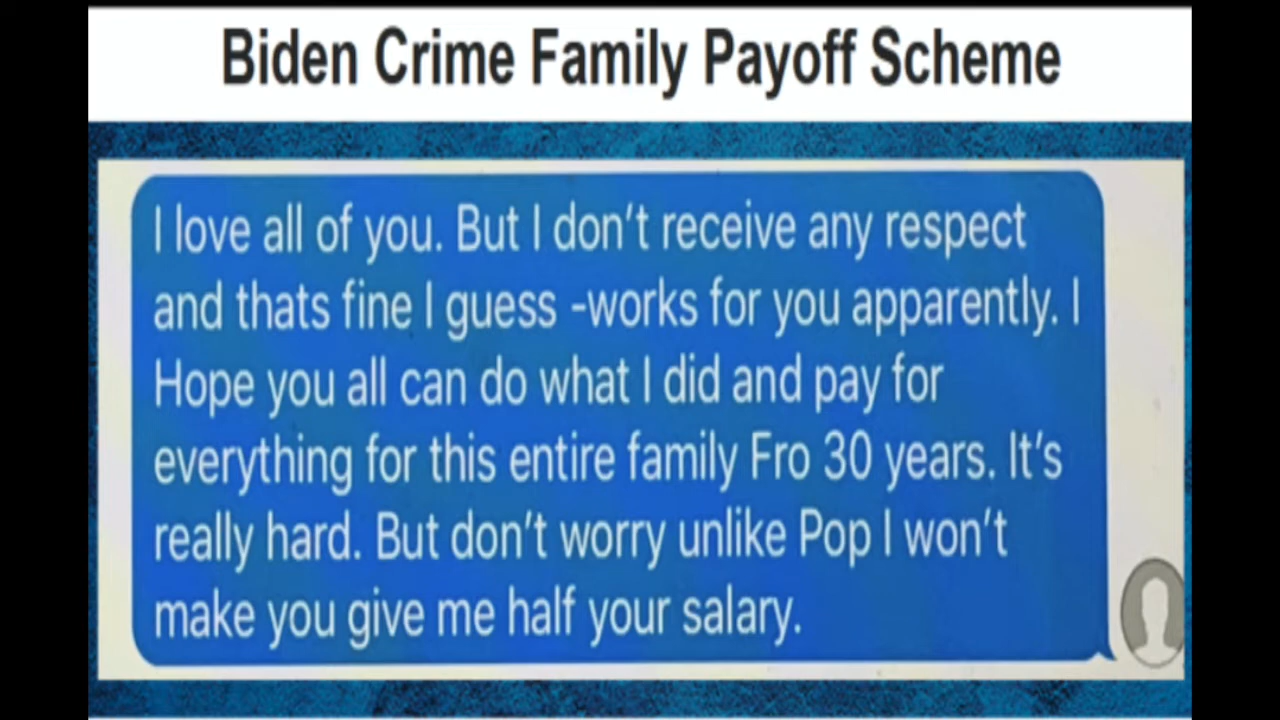 Biden Crime Family Payoff Scheme
I love all of you. But I don't receive any respect
and thats fine I guess -works for you apparently. I
Hope you all can do what I did and pay for
everything for this entire family Fro 30 years. It's
really hard. But don't worry unlike Pop I won't
make you give me half your salary.